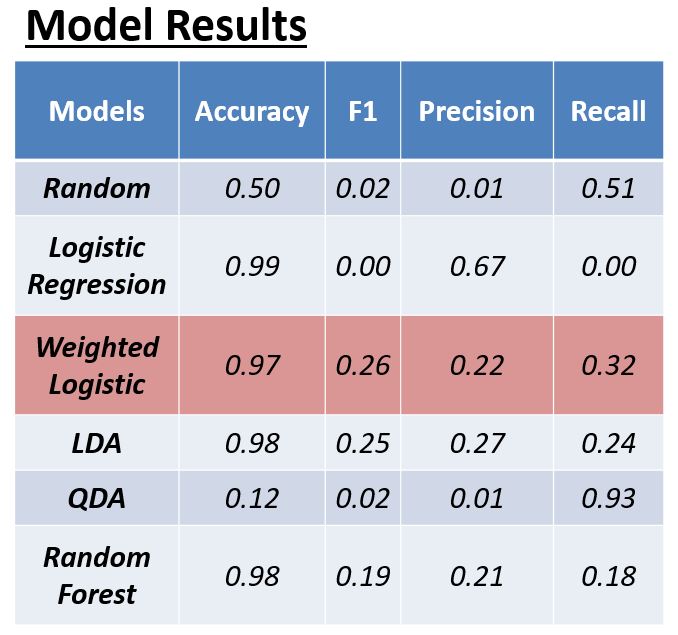 Model Results
Models Accuracy F1 Precision Recall
Random 0.50 0.02 0.01 0.51
Logistic
Regression 0.99 0.00 0.67 0.00
Weighted
Logistic 0.97 0.26 0.22 0.32
LDA 0.98 0.25 0.27 0.24
QDA 0.12 0.02 0.01 0.93
Random
Forest 0.98 0.19 0.21 0.18